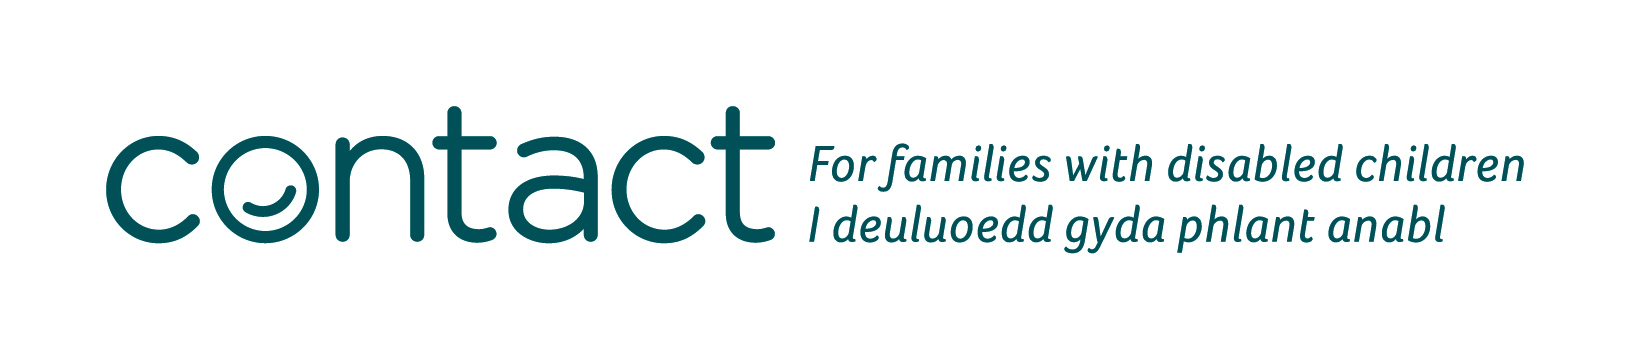 contact
For families with disabled children
I deuluoedd gyda phlant anabl